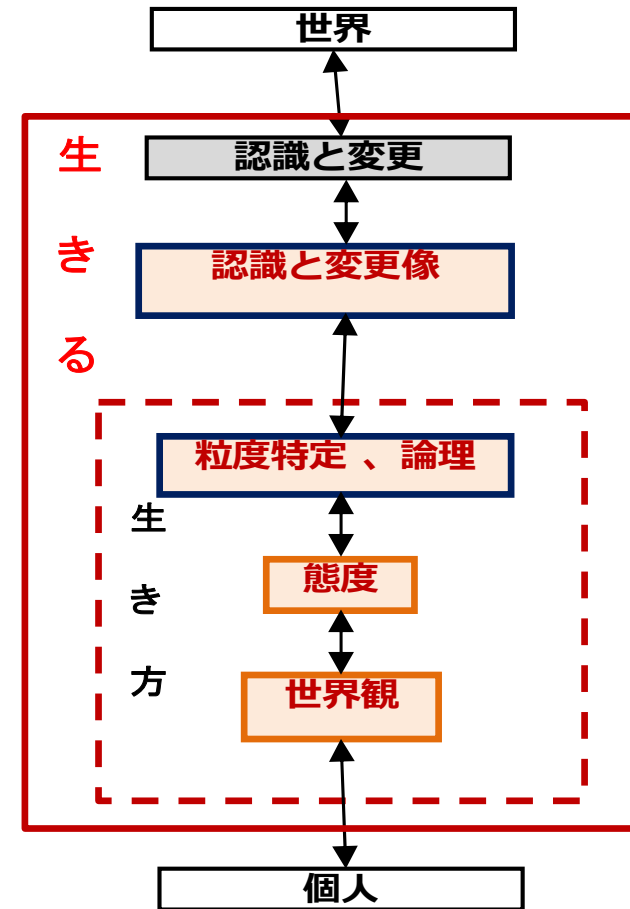 世界
生きる
認識と変更
認識と変更像
粒度特定 、論理
生き方
態度
世界観
個人